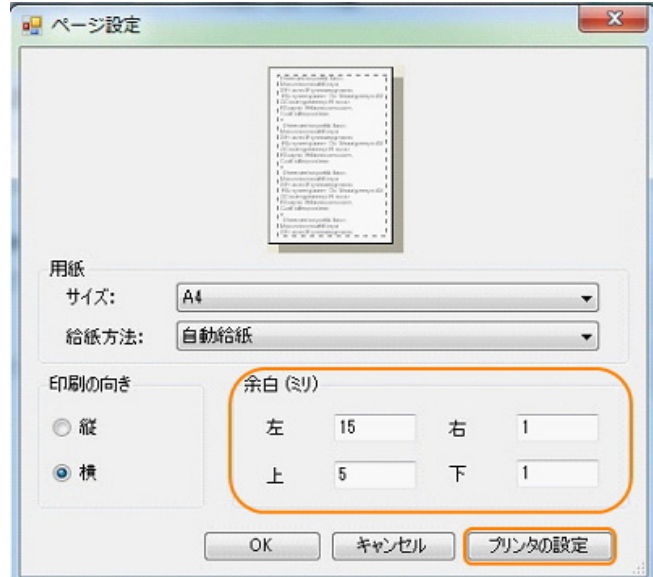 ページ設定
用紙
サイズ: A4
給紙方法: 自動給紙
印刷の向き
縦
横
余白(ミリ)
左 15 右 1
上 5 下 1
OK キャンセル プリンタの設定